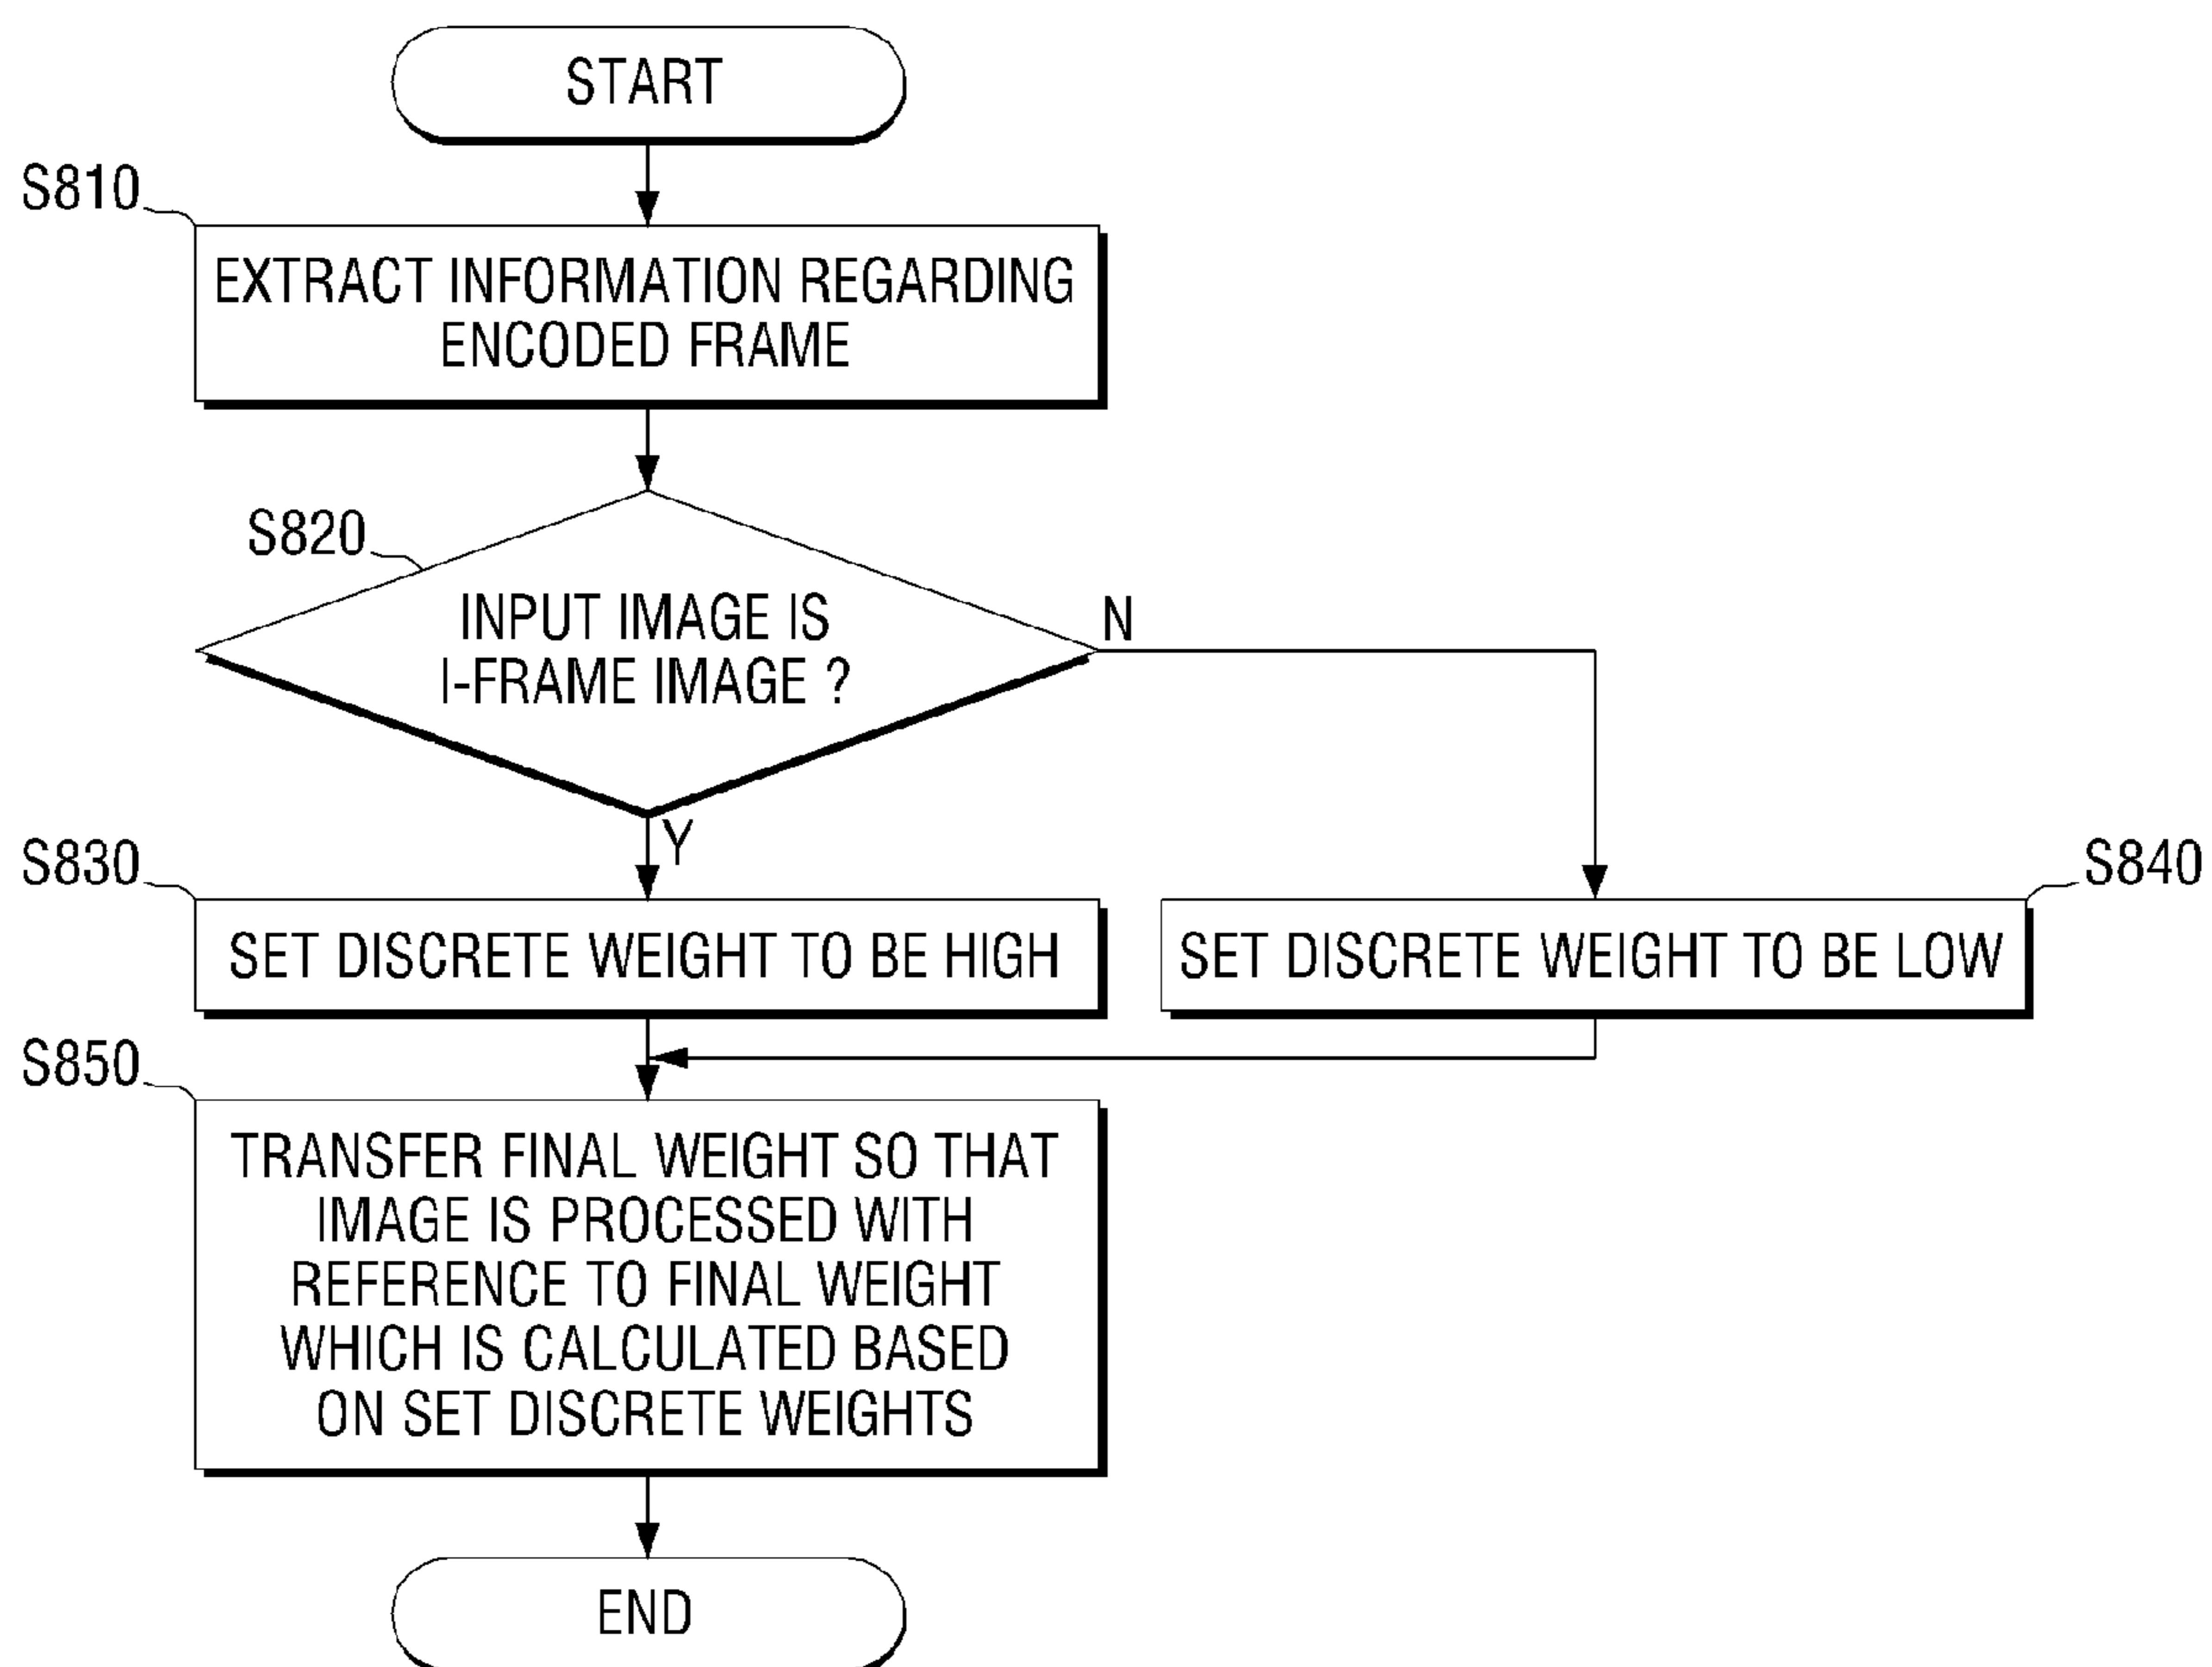 START
S810
EXTRACT INFORMATION REGARDING
ENCODED FRAME
S820
INPUT IMAGE IS
I-FRAME IMAGE ?
N
Y
S830
SET DISCRETE WEIGHT TO BE HIGH
S840
SET DISCRETE WEIGHT TO BE LOW
S850
TRANSFER FINAL WEIGHT SO THAT
IMAGE IS PROCESSED WITH
REFERENCE TO FINAL WEIGHT
WHICH IS CALCULATED BASED
ON SET DISCRETE WEIGHTS
END